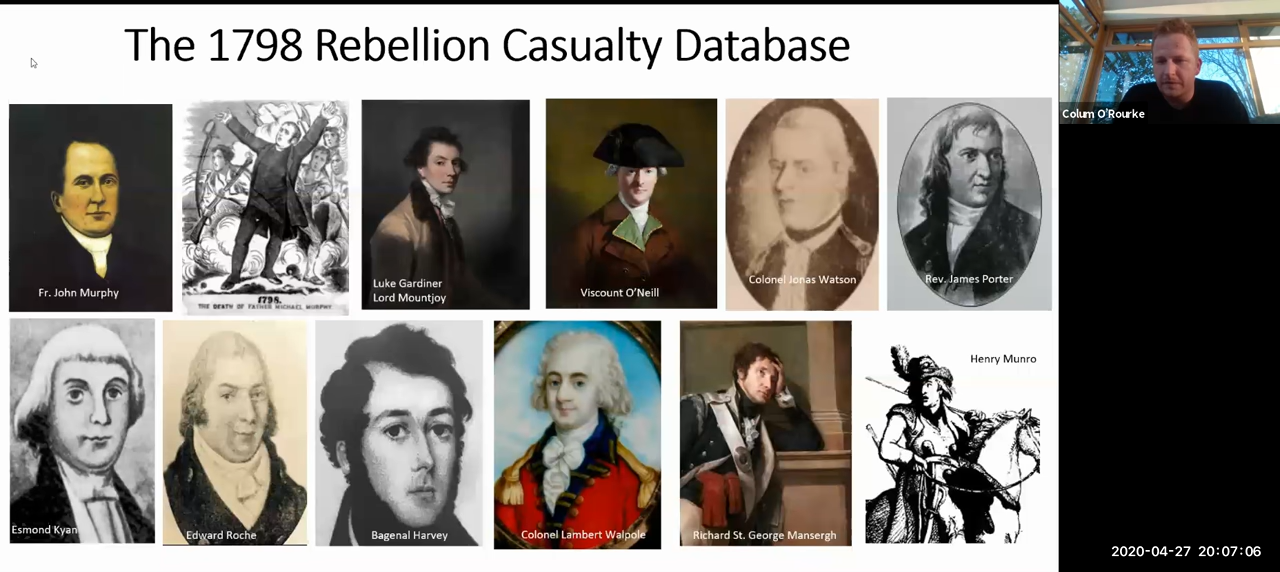 The 1798 Rebellion Casualty Database
Colum O'Rourke
Fr. John Murphy
1798.
THE DEATH OF FATHER MICHAEL MURPHY
Luke Gardiner
Lord Mountjoy
Viscount O'Neill
Colonel Jonas Watson
Rev. James Porter
Esmond Kyan
Edward Roche
Bagenal Harvey
Colonel Lambert Walpole
Richard St. George Mansergh
Henry Munro
2020-04-27 20:07:06